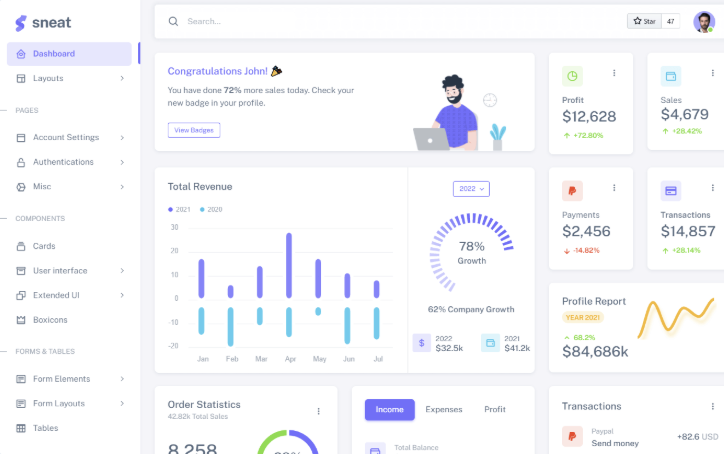 sneat
Search...
Star
47
Dashboard
Layouts
PAGES
Account Settings
Authentications
Misc
COMPONENTS
Cards
User interface
Extended UI
Boxicons
FORMS & TABLES
Form Elements
Form Layouts
Tables
Congratulations John!
You have done 72% more sales today. Check your
new badge in your profile.
View Badges
Profit
$12,628
+72.80%
Sales
$4,679
+28.42%
Total Revenue
2021
2020
30
20
10
0
-10
-20
Jan Feb Mar Apr May Jun Jul
2022
78%
Growth
62% Company Growth
2022
$32.5k
2021
$41.2k
Payments
$2,456
-14.82%
Transactions
$14,857
+28.14%
Profile Report
YEAR 2021
68.2%
$84,686k
Order Statistics
42.82k Total Sales
8,258
Income
Expenses
Profit
Total Balance
Transactions
Paypal
Send money
+82.6 USD